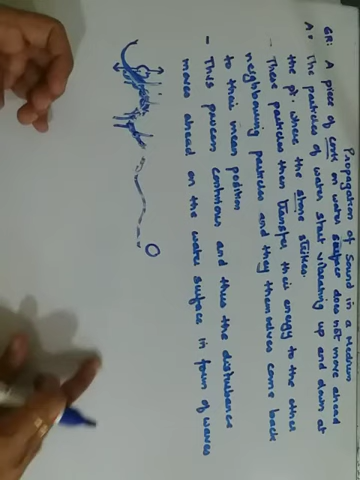 Propagation of Sound in a Medium
GR: A piece of cork on water surface does not move ahead
A: The particles of water start vibrating up and down at
the pt. where the stone strikes.
- These particles then transfer their energy to the other
neighbouring particles and they themselves come back
to their mean position
- This process continous and thus the disturbance
moves ahead on the water surface in form of waves